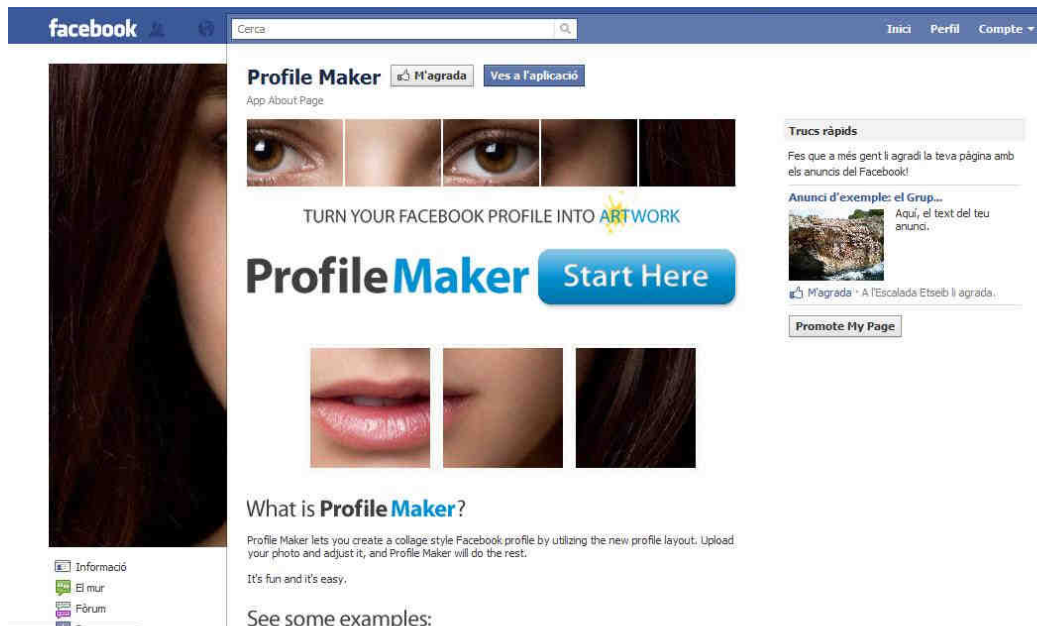 facebook
Cerca
Inici Perfil Compte
Profile Maker M'agrada Ves a l'aplicació
App About Page
TURN YOUR FACEBOOK PROFILE INTO ARTWORK
Profile Maker Start Here
What is Profile Maker?
Profile Maker lets you create a collage style Facebook profile by utilizing the new profile layout. Upload
your photo and adjust it, and Profile Maker will do the rest.
It's fun and it's easy.
See some examples:
Informació
El mur
Fòrum
Trucs ràpids
Fes que a més gent li agradi la teva pàgina amb
els anuncis del Facebook!
Anunci d'exemple: el Grup...
Aquí, el text del teu
anunci.
M'agrada · A l'Escalada Etseib li agrada.
Promote My Page